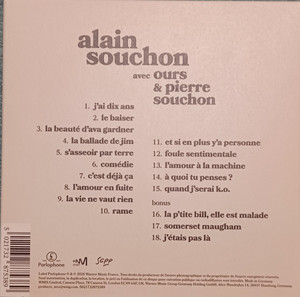 alain
souchon
avec ours
& pierre
souchon
1. j'ai dix ans
2. le baiser
3. la beauté d'ava gardner
4. la ballade de jim
5. s'asseoir par terre
6. comédie
7. c'est déjà ça
8. l'amour en fuite
9. la vie ne vaut rien
10. rame
11. et si en plus y'a personne
12. foule sentimentale
13. l'amour à la machine
14. à quoi tu penses ?
15. quand j'serai k.o.
bonus
16. la p'tite bill, elle est malade
17. somerset maugham
18. j'étais pas là
Parlophone